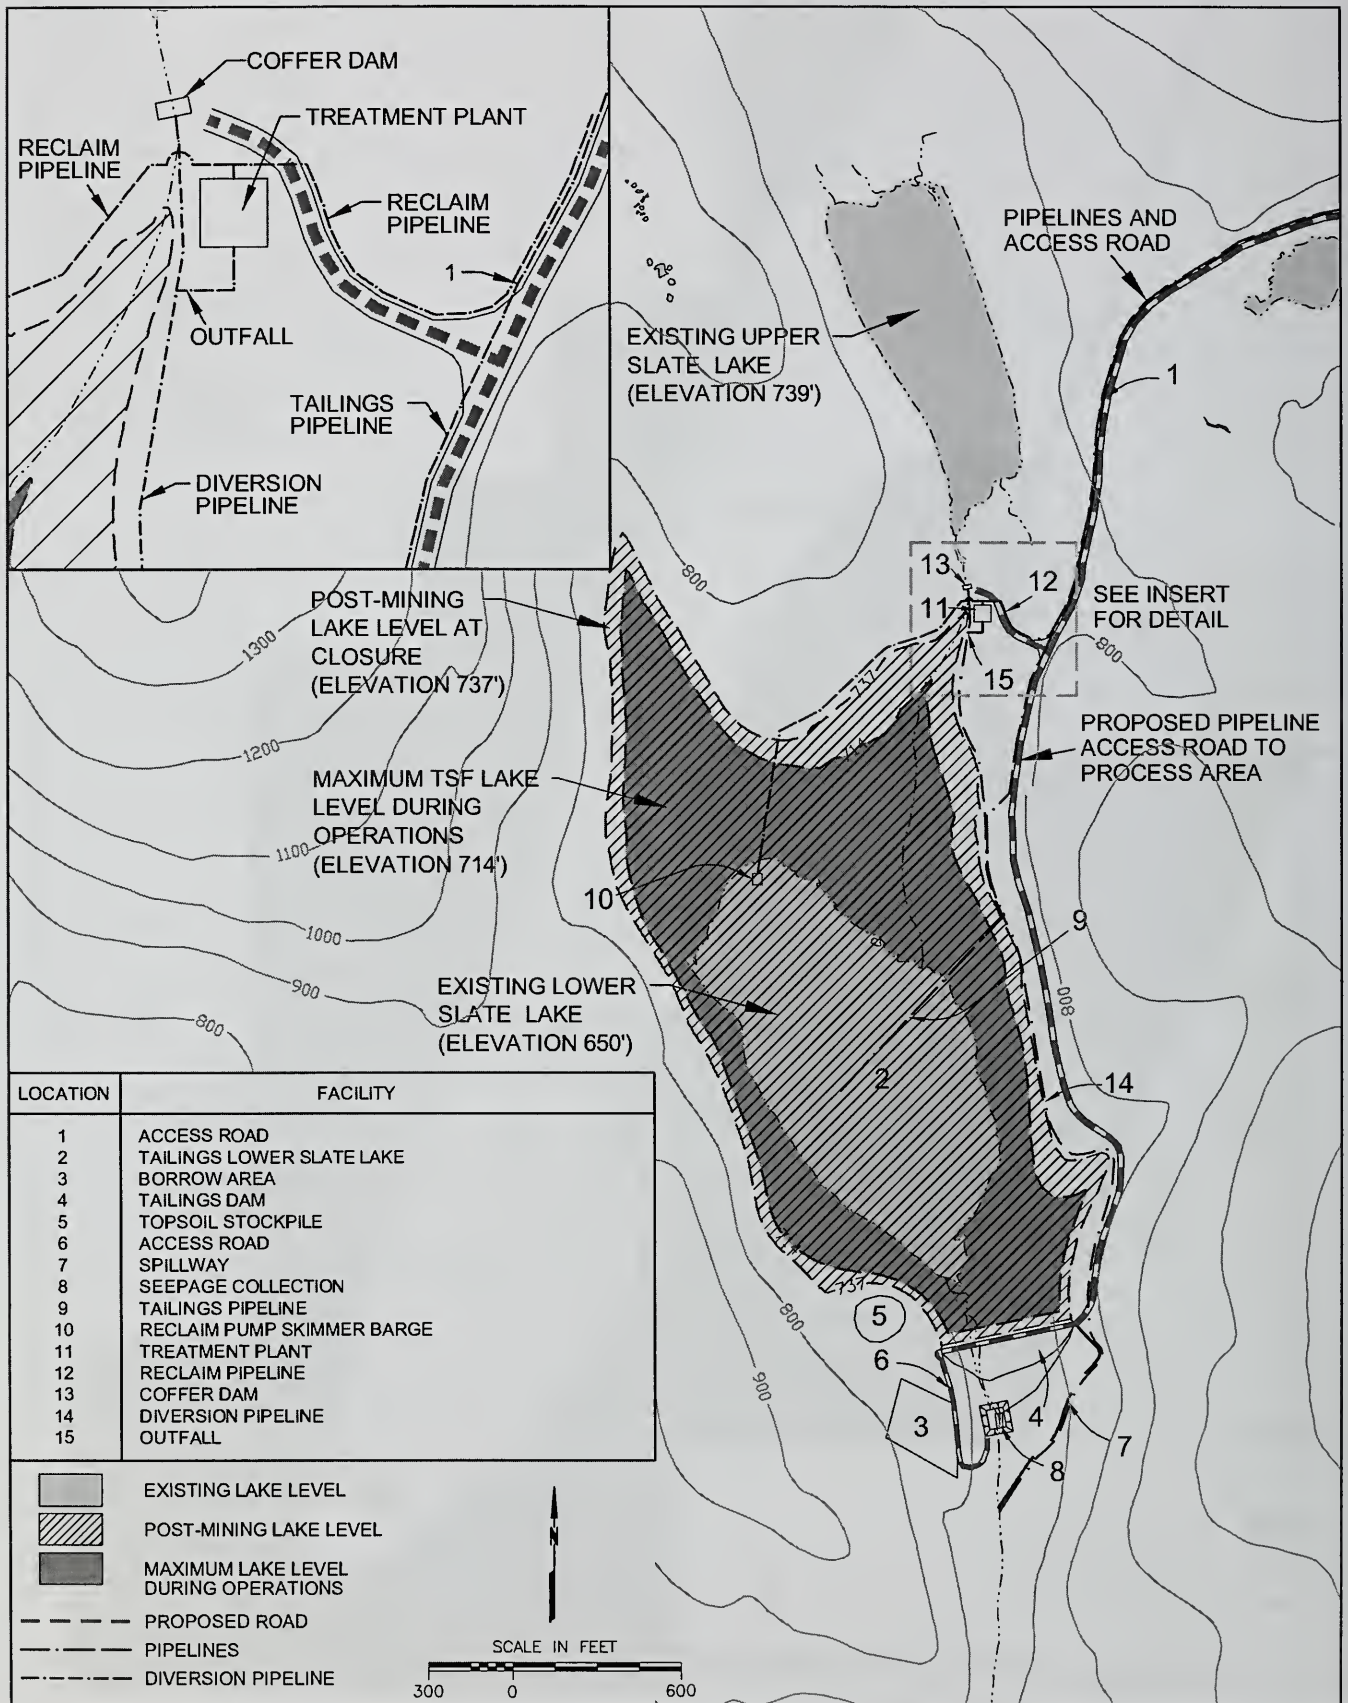 COFFER DAM
TREATMENT PLANT
RECLAIM
PIPELINE
RECLAIM
PIPELINE
1
OUTFALL
TAILINGS
PIPELINE
DIVERSION
PIPELINE
PIPELINES AND
ACCESS ROAD
EXISTING UPPER
SLATE LAKE
(ELEVATION 739')
1
800
13
12
11
SEE INSERT
FOR DETAIL
800
15
POST-MINING
LAKE LEVEL AT
CLOSURE
(ELEVATION 737')
1300
737
1200
714
PROPOSED PIPELINE
ACCESS ROAD TO
PROCESS AREA
MAXIMUM TSF LAKE
LEVEL DURING
OPERATIONS
(ELEVATION 714')
1100
10
1000
9
900
EXISTING LOWER
SLATE LAKE
(ELEVATION 650')
800
800
2
14
LOCATION FACILITY
1 ACCESS ROAD
2 TAILINGS LOWER SLATE LAKE
3 BORROW AREA
4 TAILINGS DAM
5 TOPSOIL STOCKPILE
6 ACCESS ROAD
7 SPILLWAY
8 SEEPAGE COLLECTION
9 TAILINGS PIPELINE
10 RECLAIM PUMP SKIMMER BARGE
11 TREATMENT PLANT
12 RECLAIM PIPELINE
13 COFFER DAM
14 DIVERSION PIPELINE
15 OUTFALL
714
737
800
5
6
900
3
4
7
8
EXISTING LAKE LEVEL
POST-MINING LAKE LEVEL
MAXIMUM LAKE LEVEL
DURING OPERATIONS
PROPOSED ROAD
PIPELINES
DIVERSION PIPELINE
N
SCALE IN FEET
300 0 600